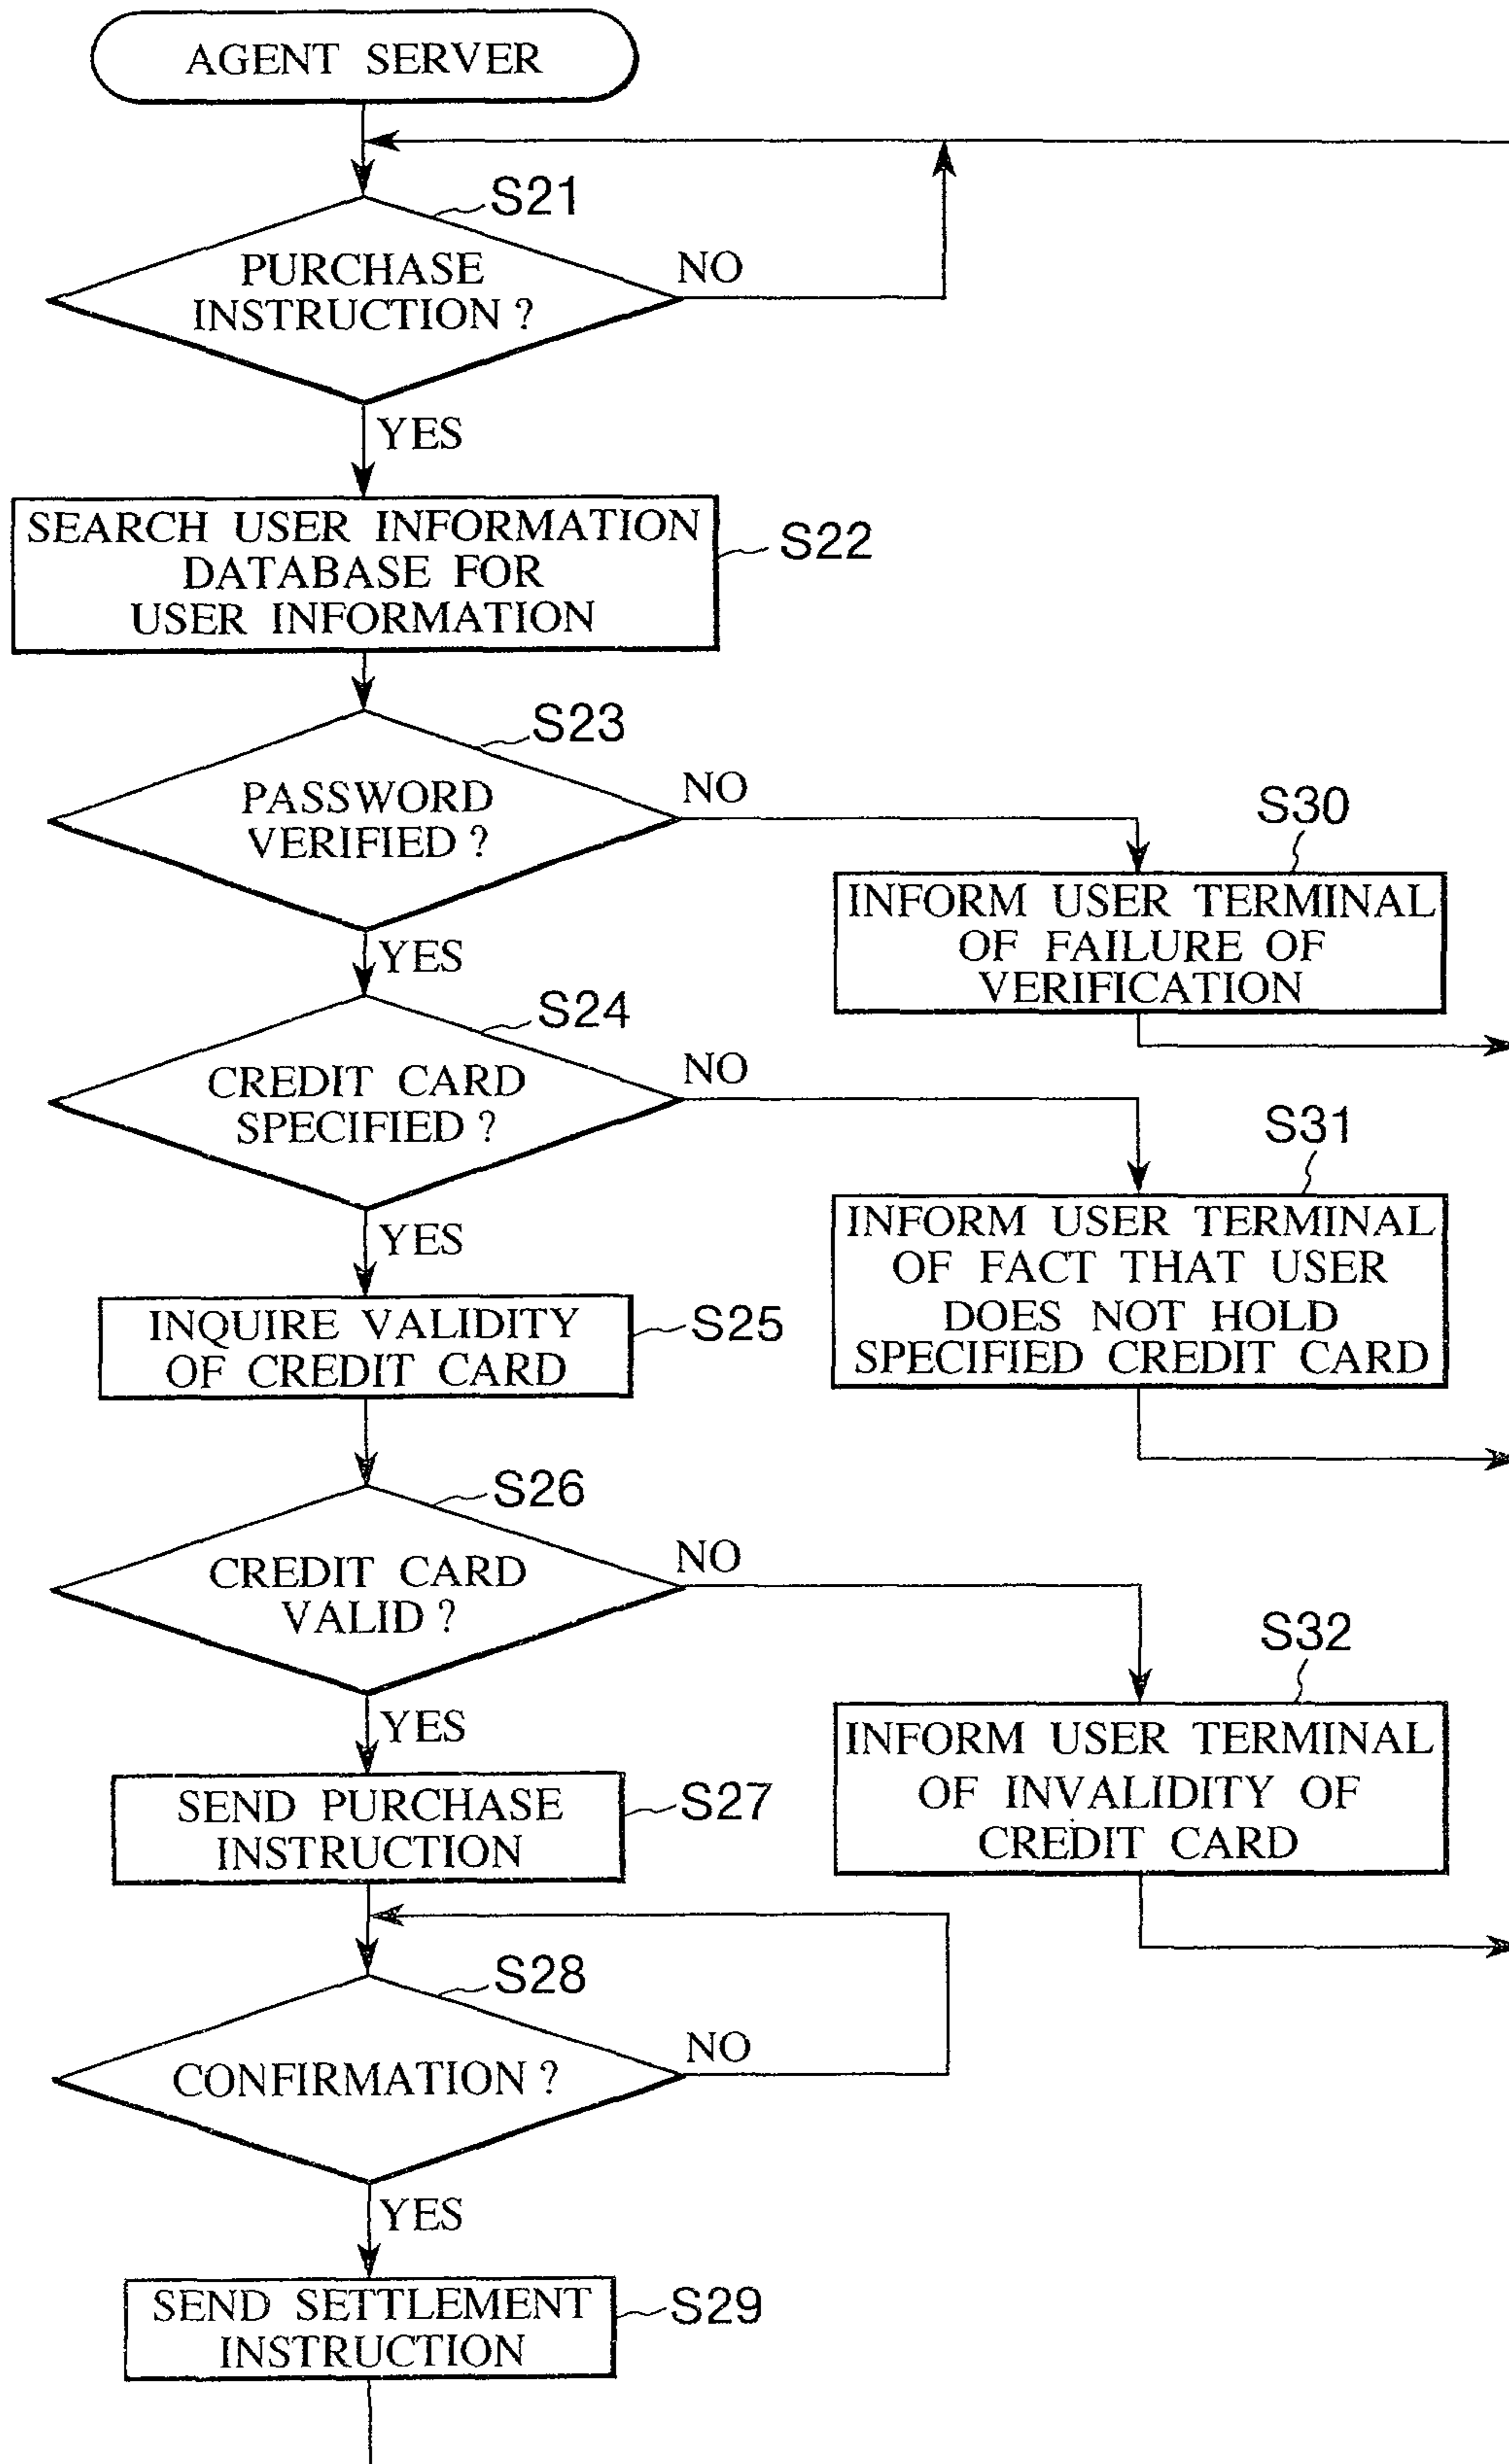 AGENT SERVER
S21
PURCHASE
INSTRUCTION ?
NO
YES
SEARCH USER INFORMATION
DATABASE FOR
USER INFORMATION
S22
S23
PASSWORD
VERIFIED ?
NO
YES
S30
INFORM USER TERMINAL
OF FAILURE OF
VERIFICATION
S24
CREDIT CARD
SPECIFIED ?
NO
YES
S31
INFORM USER TERMINAL
OF FACT THAT USER
DOES NOT HOLD
SPECIFIED CREDIT CARD
INQUIRE VALIDITY
OF CREDIT CARD
S25
S26
CREDIT CARD
VALID ?
NO
YES
S32
INFORM USER TERMINAL
OF INVALIDITY OF
CREDIT CARD
SEND PURCHASE
INSTRUCTION
S27
S28
CONFIRMATION ?
NO
YES
SEND SETTLEMENT
INSTRUCTION
S29